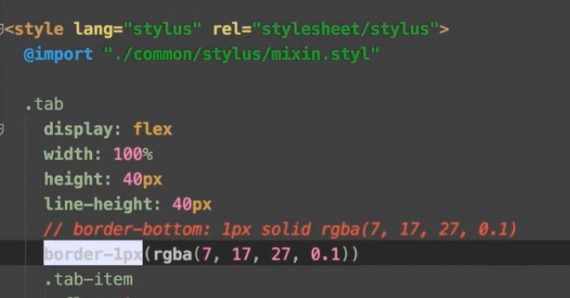 <style lang="stylus" rel="stylesheet/stylus">
@import "./common/stylus/mixin.styl"
.tab
display: flex
width: 100%
height: 40px
line-height: 40px
// border-bottom: 1px solid rgba(7, 17, 27, 0.1)
border-1px(rgba(7, 17, 27, 0.1))
.tab-item